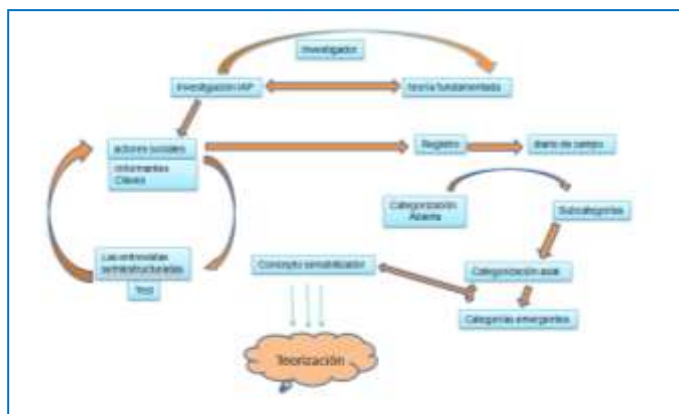 Investigador
Investigación IAP
teoría fundamentada
actores sociales
Registro
diario de campo
Informantes
Claves
Categorización
Abierta
Subcategorías
Las entrevistas
semiestructuradas
Test
Concepto sensibilizador
Categorización axial
Categorías emergentes
Teorización